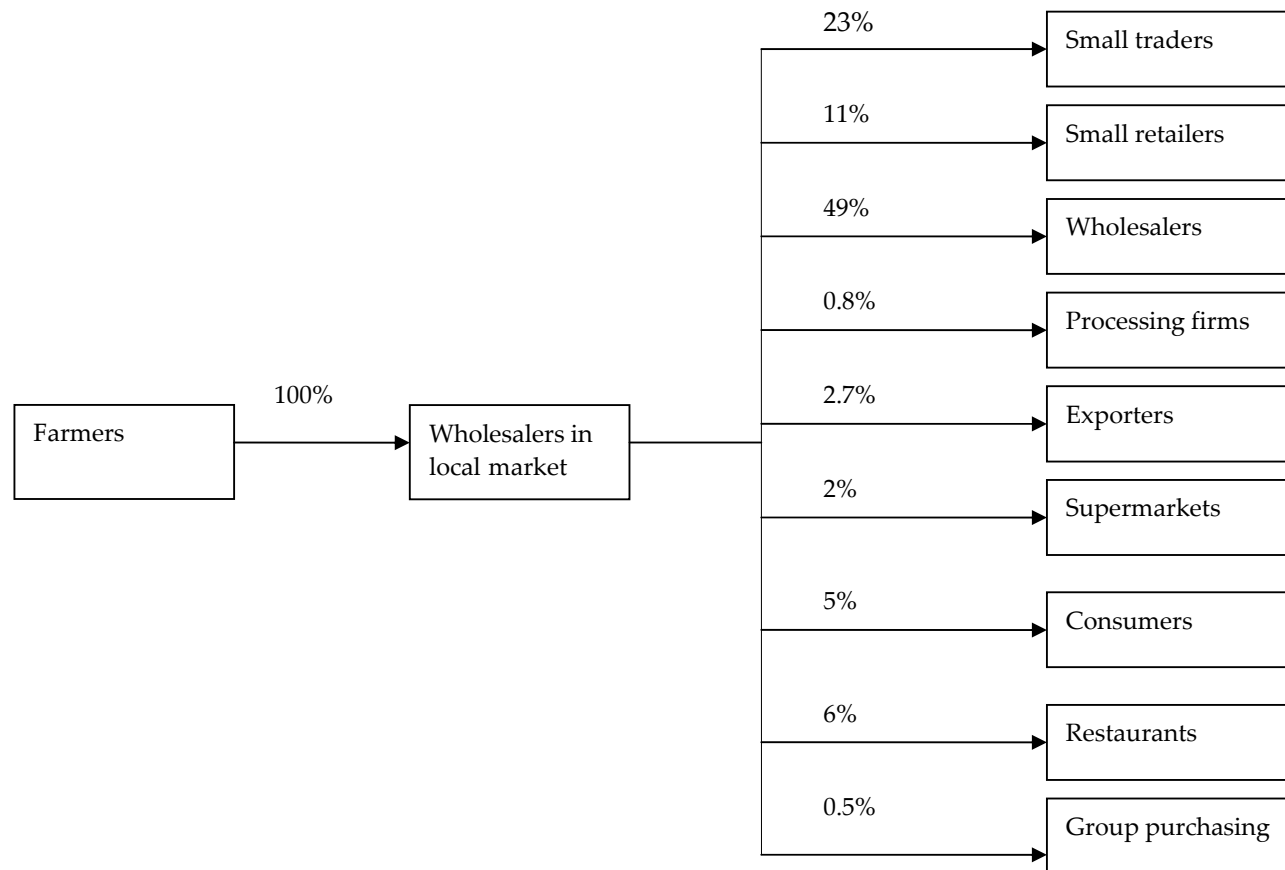 23%
Small traders
11%
Small retailers
49%
Wholesalers
0.8%
Processing firms
100%
2.7%
Farmers
Wholesalers in
local market
Exporters
2%
Supermarkets
5%
Consumers
6%
Restaurants
0.5%
Group purchasing